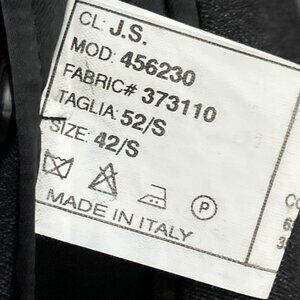 CL: J.S.
MOD: 456230
FABRIC# 373110
TAGLIA: 52/S
SIZE: 42/S
P
MADE IN ITALY